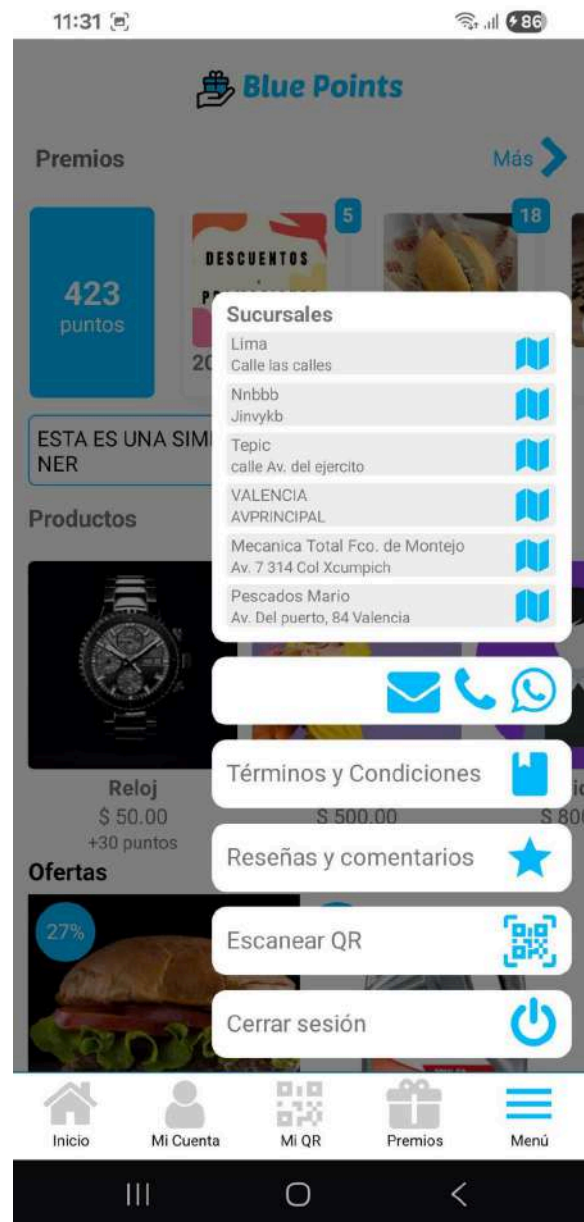 11:31
86
Blue Points
Premios
Más
5
18
423
puntos
DESCUENTOS
20
Sucursales
Lima
Calle las calles
Nnbbb
Jinvykb
Tepic
calle Av. del ejercito
VALENCIA
AVPRINCIPAL
Mecanica Total Fco. de Montejo
Av. 7 314 Col Xcumpich
Pescados Mario
Av. Del puerto, 84 Valencia
ESTA ES UNA SIM
NER
Productos
Reloj
$ 50.00
+30 puntos
$ 500.00
$ 800
Términos y Condiciones
Reseñas y comentarios
Ofertas
27%
Escanear QR
Cerrar sesión
Inicio
Mi Cuenta
Mi QR
Premios
Menú